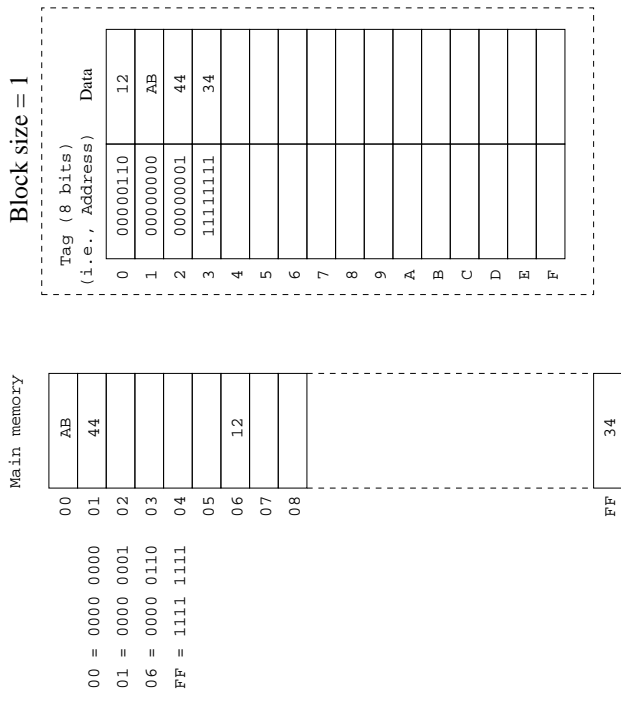 00 = 0000 0000
01 = 0000 0001
06 = 0000 0110
FF = 1111 1111
Main memory
00 AB
01 44
02
03
04
05
06 12
07
08
FF 34
Block size = 1
Tag (8 bits)
(i.e., Address) Data
0 00000110 12
1 00000000 AB
2 00000001 44
3 11111111 34
4
5
6
7
8
9
A
B
C
D
E
F